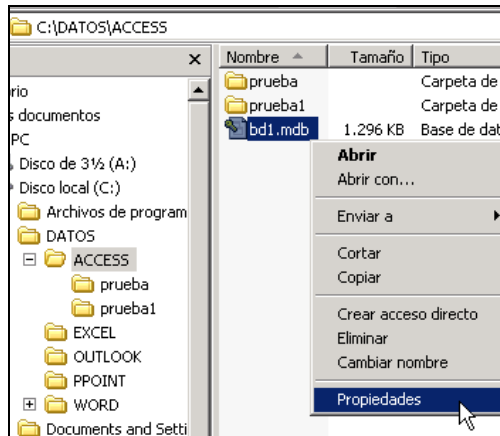 C:\DATOS\ACCESS
Nombre Tamaño Tipo
prueba Carpeta de
prueba1 Carpeta de
bd1.mdb 1.296 KB Base de dat
rio
s documentos
PC
Disco de 3½ (A:)
Disco local (C:)
Archivos de program
DATOS
ACCESS
prueba
prueba1
EXCEL
OUTLOOK
PPOINT
WORD
Documents and Setti
Abrir
Abrir con...
Enviar a
Cortar
Copiar
Crear acceso directo
Eliminar
Cambiar nombre
Propiedades